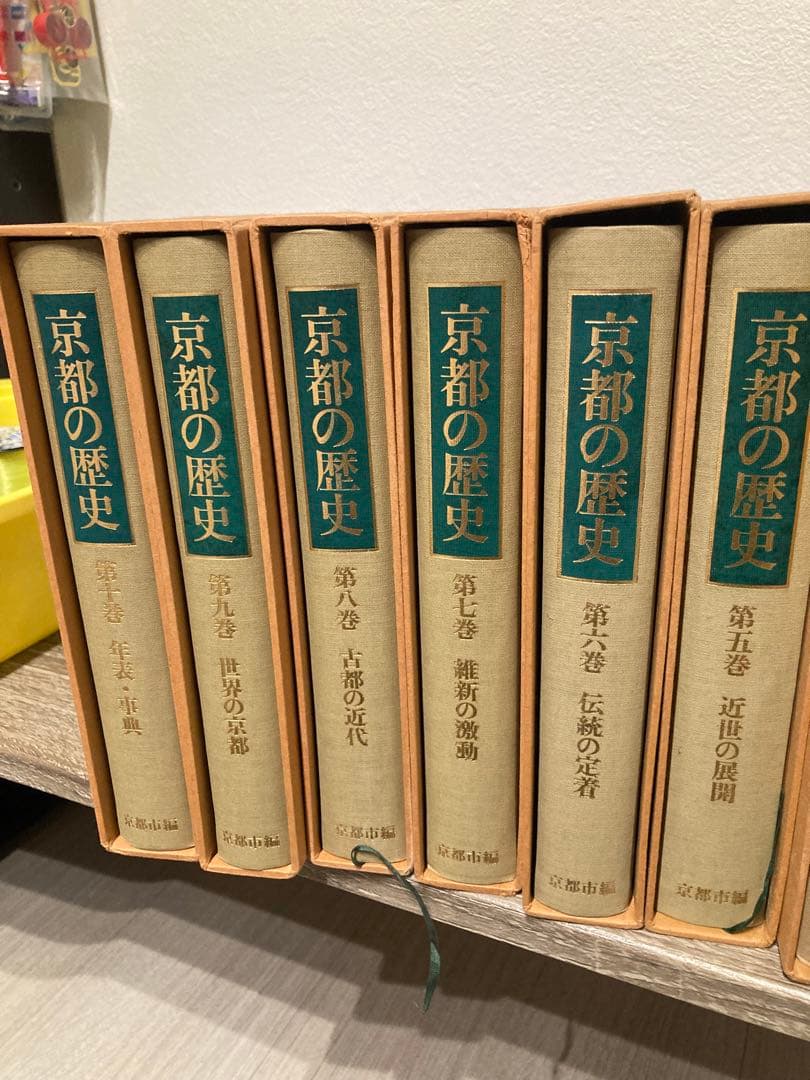 京都の歴史
第十巻 年表・事典
京都市編
京都の歴史
第九巻 世界の京都
京都市編
京都の歴史
第八巻 古都の近代
京都市編
京都の歴史
第七巻 維新の激動
京都市編
京都の歴史
第六巻 伝統の定着
京都市編
京都の歴史
第五巻 近世の展開
京都市編